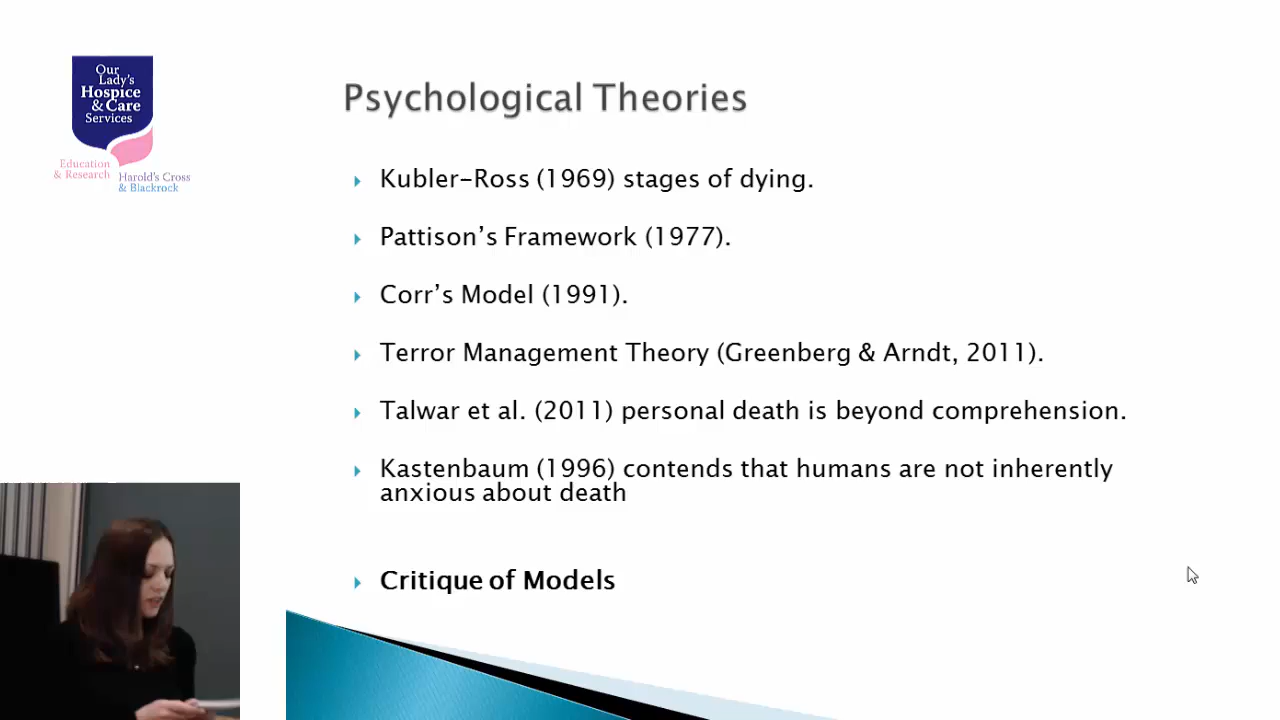 Our
Lady's
Hospice
& Care
Services
Education
& Research
Harold's Cross
& Blackrock
Psychological Theories
Kubler-Ross (1969) stages of dying.
Pattison's Framework (1977).
Corr's Model (1991).
Terror Management Theory (Greenberg & Arndt, 2011).
Talwar et al. (2011) personal death is beyond comprehension.
Kastenbaum (1996) contends that humans are not inherently
anxious about death
Critique of Models